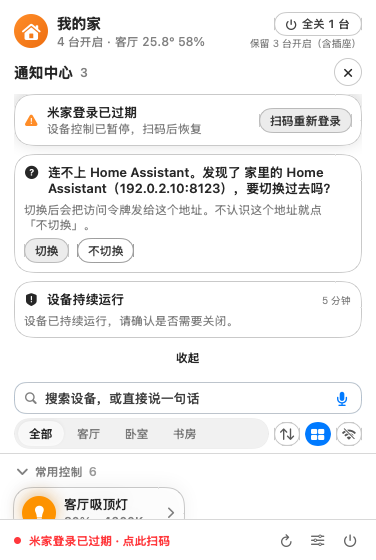 我的家
4 台开启 · 客厅 25.8° 58%
全关 1 台
保留 3 台开启（含插座）
通知中心 3
米家登录已过期
设备控制已暂停，扫码后恢复
扫码重新登录
连不上 Home Assistant。发现了 家里的 Home
Assistant（192.0.2.10:8123），要切换过去吗?
切换后会把访问令牌发给这个地址。不认识这个地址就点
「不切换」。
切换 不切换
设备持续运行 5 分钟
设备已持续运行，请确认是否需要关闭。
收起
搜索设备，或直接说一句话
全部 客厅 卧室 书房
常用控制 6
客厅吸顶灯
米家登录已过期 · 点此扫码